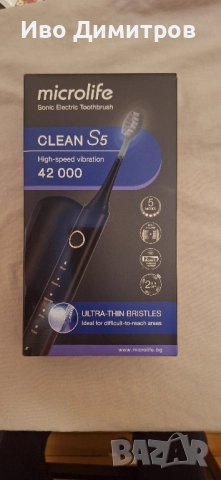 Иво Димитров
microlife
Sonic Electric Toothbrush
CLEAN S5
High-speed vibration
42 000
5
ULTRA-THIN BRISTLES
Ideal for difficult-to-reach areas
www.microlife.bg
BAZAR